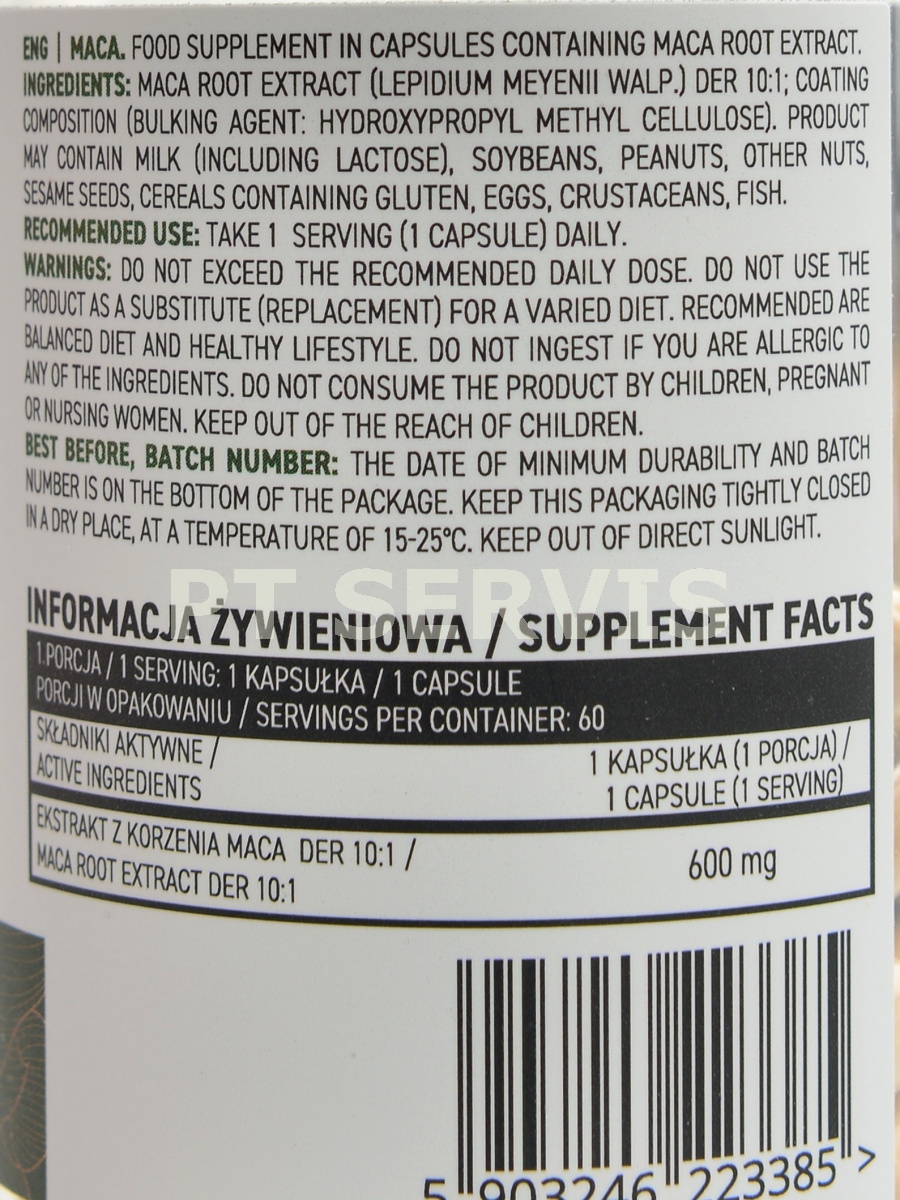 ENG | MACA. FOOD SUPPLEMENT IN CAPSULES CONTAINING MACA ROOT EXTRACT.
INGREDIENTS: MACA ROOT EXTRACT (LEPIDIUM MEYENII WALP.) DER 10:1; COATING
COMPOSITION (BULKING AGENT: HYDROXYPROPYL METHYL CELLULOSE). PRODUCT
MAY CONTAIN MILK (INCLUDING LACTOSE), SOYBEANS, PEANUTS, OTHER NUTS,
SESAME SEEDS, CEREALS CONTAINING GLUTEN, EGGS, CRUSTACEANS, FISH.
RECOMMENDED USE: TAKE 1 SERVING (1 CAPSULE) DAILY.
WARNINGS: DO NOT EXCEED THE RECOMMENDED DAILY DOSE. DO NOT USE THE
PRODUCT AS A SUBSTITUTE (REPLACEMENT) FOR A VARIED DIET. RECOMMENDED ARE
BALANCED DIET AND HEALTHY LIFESTYLE. DO NOT INGEST IF YOU ARE ALLERGIC TO
ANY OF THE INGREDIENTS. DO NOT CONSUME THE PRODUCT BY CHILDREN, PREGNANT
OR NURSING WOMEN. KEEP OUT OF THE REACH OF CHILDREN.
BEST BEFORE, BATCH NUMBER: THE DATE OF MINIMUM DURABILITY AND BATCH
NUMBER IS ON THE BOTTOM OF THE PACKAGE. KEEP THIS PACKAGING TIGHTLY CLOSED
IN A DRY PLACE, AT A TEMPERATURE OF 15-25°C. KEEP OUT OF DIRECT SUNLIGHT.
PT SERVIS
INFORMACJA ŻYWIENIOWA / SUPPLEMENT FACTS
1.PORCJA / 1 SERVING: 1 KAPSUŁKA / 1 CAPSULE
PORCJI W OPAKOWANIU / SERVINGS PER CONTAINER: 60
SKŁADNIKI AKTYWNE /
ACTIVE INGREDIENTS
1 KAPSUŁKA (1 PORCJA) /
1 CAPSULE (1 SERVING)
EKSTRAKT Z KORZENIA MACA DER 10:1 /
MACA ROOT EXTRACT DER 10:1
600 mg
5 903246 223385 >